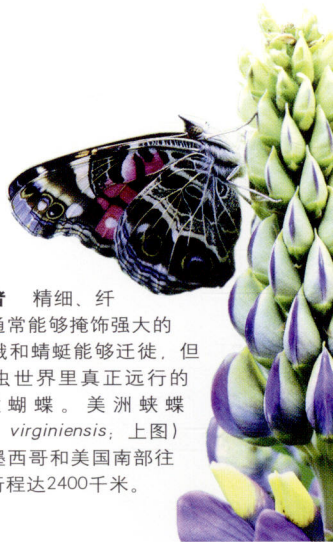 者 精细、纤
通常能够掩饰强大的
蛾和蜻蜓能够迁徙，但
虫世界里真正远行的
蝴蝶。美洲蛱蝶
virginiensis；上图）
墨西哥和美国南部往
行程达2400千米。